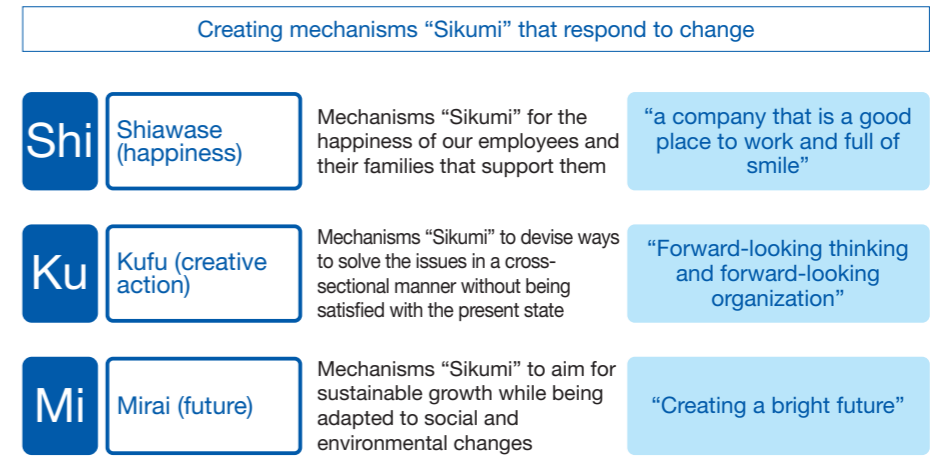 Creating mechanisms “Sikumi” that respond to change
Shi
Shiawase
(happiness)
Mechanisms “Sikumi” for the
happiness of our employees and
their families that support them
“a company that is a good
place to work and full of
smile”
Ku
Kufu (creative
action)
Mechanisms “Sikumi” to devise ways
to solve the issues in a cross-
sectional manner without being
satisfied with the present state
“Forward-looking thinking
and forward-looking
organization”
Mi
Mirai (future)
Mechanisms “Sikumi” to aim for
sustainable growth while being
adapted to social and
environmental changes
“Creating a bright future”